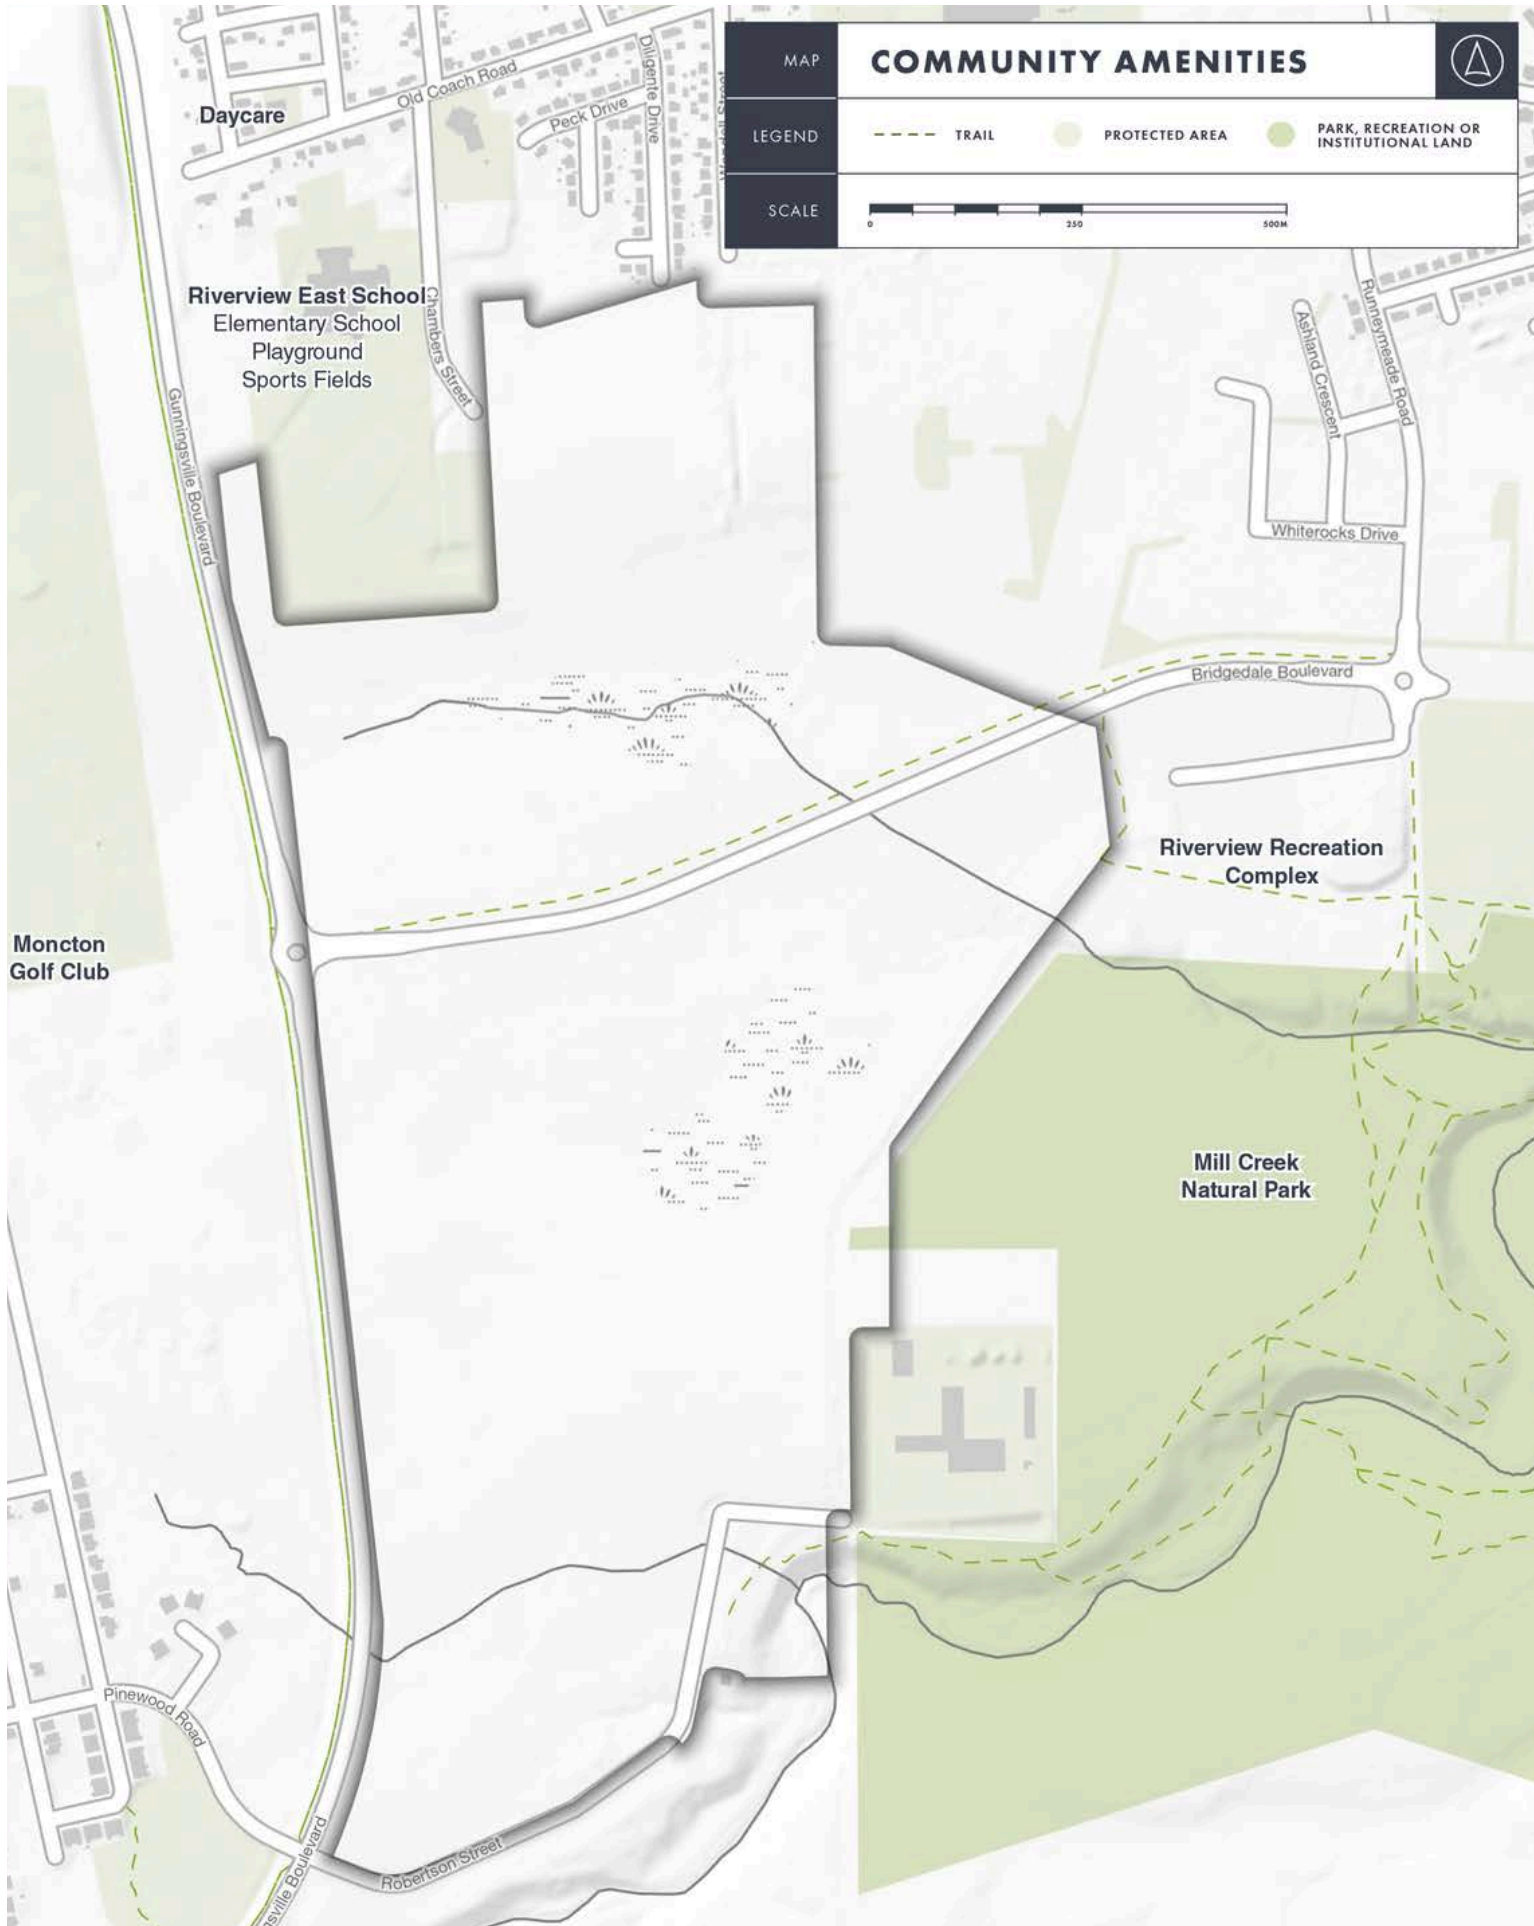 MAP
COMMUNITY AMENITIES
LEGEND
TRAIL
PROTECTED AREA
PARK, RECREATION OR
INSTITUTIONAL LAND
SCALE
0
250
500M
Daycare
Old Coach Road
Peck Drive
Diligente Drive
Riverview East School
Elementary School
Playground
Sports Fields
Chambers Street
Gunningsville Boulevard
Runneymeade Road
Ashland Crescent
Whiterocks Drive
Bridgedale Boulevard
Riverview Recreation
Complex
Moncton
Golf Club
Mill Creek
Natural Park
Pinewood Road
Robertson Street
nsville Boulevard